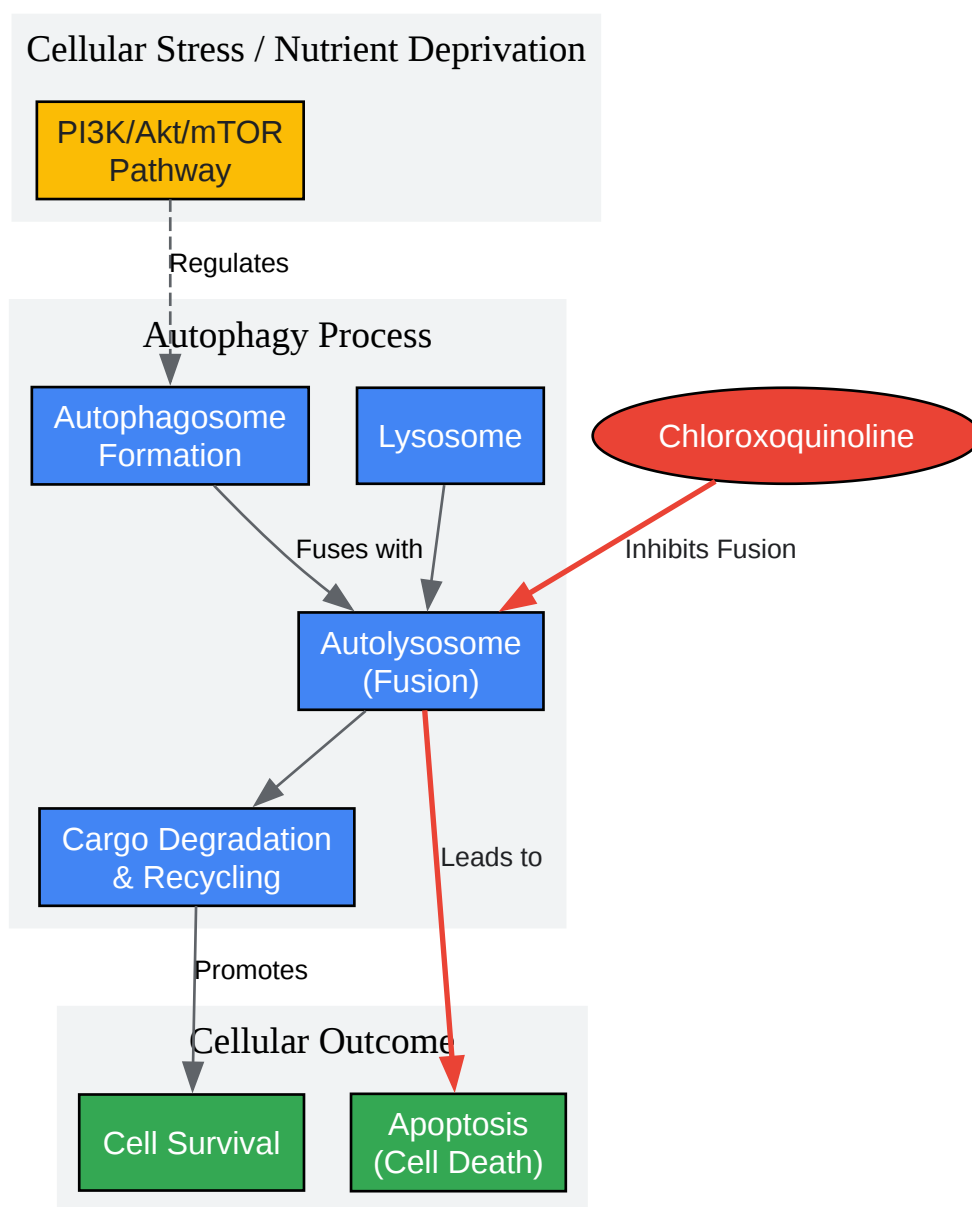 Cellular Stress / Nutrient Deprivation
PI3K/Akt/mTOR
Pathway
Regulates
Autophagy Process
Autophagosome
Formation
Lysosome
Chloroxoquinoline
Fuses with
Inhibits Fusion
Autolysosome
(Fusion)
Cargo Degradation
& Recycling
Leads to
Promotes
Cellular Outcome
Cell Survival
Apoptosis
(Cell Death)